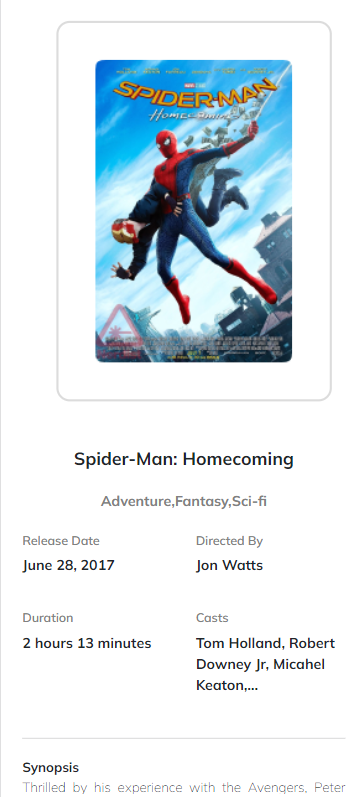 SPIDER-MAN
HOMECOMING
Spider-Man: Homecoming
Adventure,Fantasy,Sci-fi
Release Date
Directed By
June 28, 2017
Jon Watts
Duration
Casts
2 hours 13 minutes
Tom Holland, Robert
Downey Jr, Micahel
Keaton,...
Synopsis
Thrilled by his experience with the Avengers, Peter